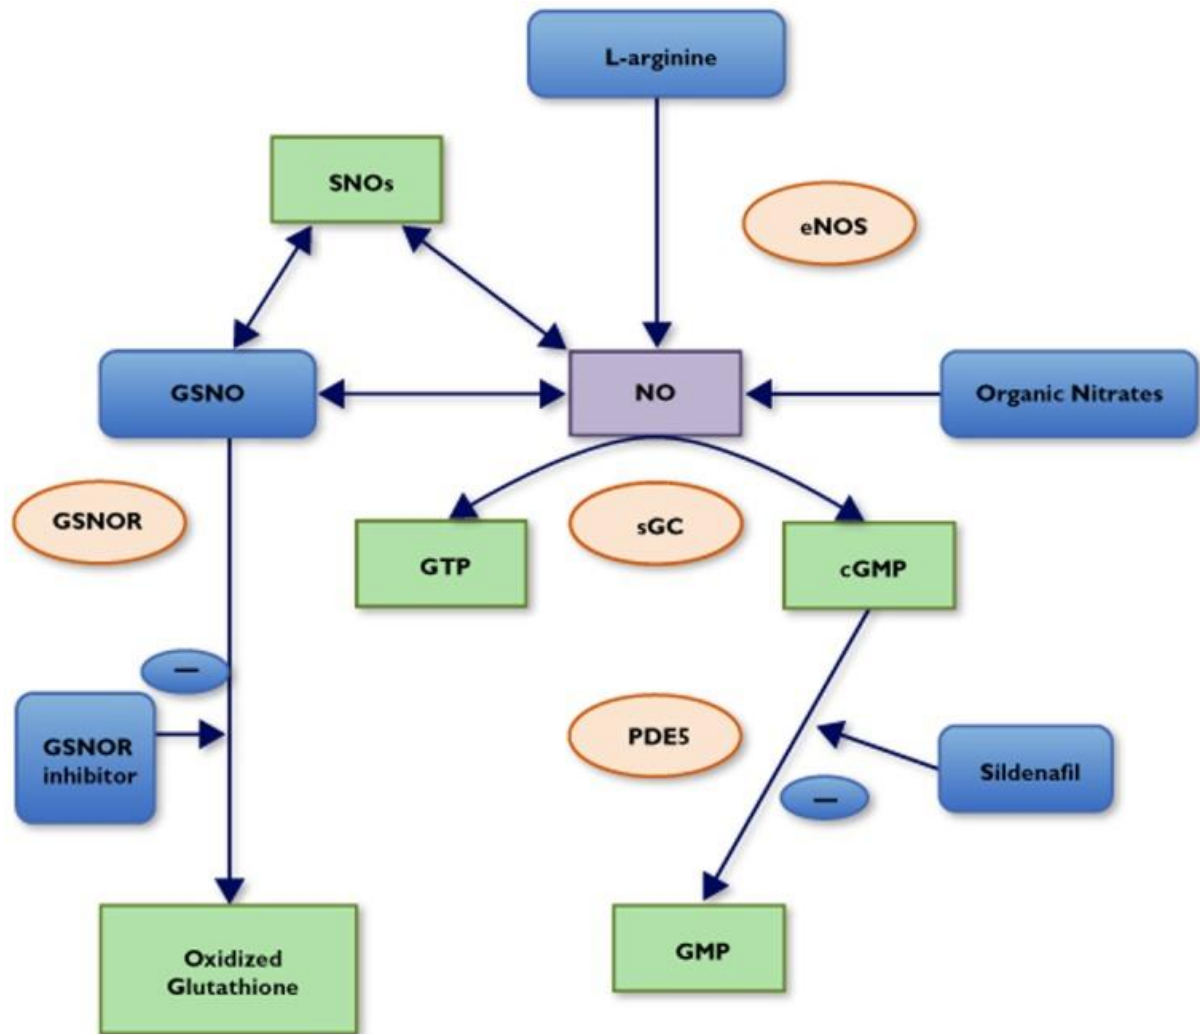 L-arginine
SNOs
eNOS
GSNO
NO
Organic Nitrates
GSNOR
sGC
GTP
cGMP
—
GSNOR
inhibitor
PDE5
Sildenafil
—
Oxidized
Glutathione
GMP